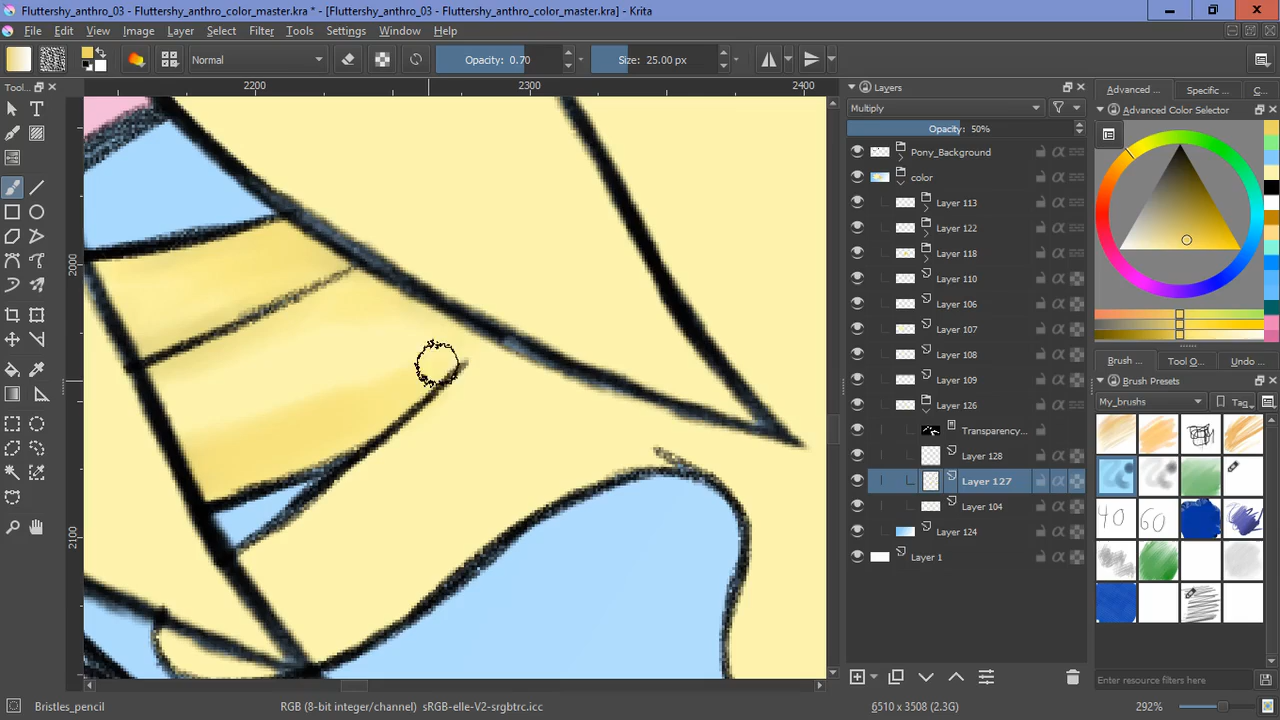 Fluttershy_anthro_03 - Fluttershy_anthro_color_master.kra * - [Fluttershy_anthro_03 - Fluttershy_anthro_color_master.kra] - Krita
File Edit View Image Layer Select Filter Tools Settings Window Help
Normal Opacity: 0.70 Size: 25.00 px
Tool...
2200 2300 2400
2000
2100
Layers
Multiply
Opacity: 50%
Pony_Background
color
Layer 113
Layer 122
Layer 118
Layer 110
Layer 106
Layer 107
Layer 108
Layer 109
Layer 126
Transparency...
Layer 128
Layer 127
Layer 104
Layer 124
Layer 1
Advanced ... Specific ... C...
Advanced Color Selector
Brush ... Tool O... Undo ...
Brush Presets
My_brushs Tag
40 60
Enter resource filters here
Bristles_pencil RGB (8-bit integer/channel) sRGB-elle-V2-srgbtrc.icc 6510 x 3508 (2.3G) 292%